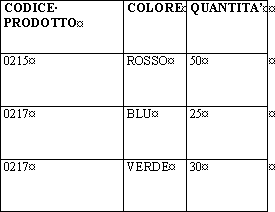 CODICE·PRODOTTO¤ COLORE¤ QUANTITA'¤¤
0215¤ ROSSO¤ 50¤ ¤
0217¤ BLU¤ 25¤ ¤
0217¤ VERDE¤ 30¤ ¤